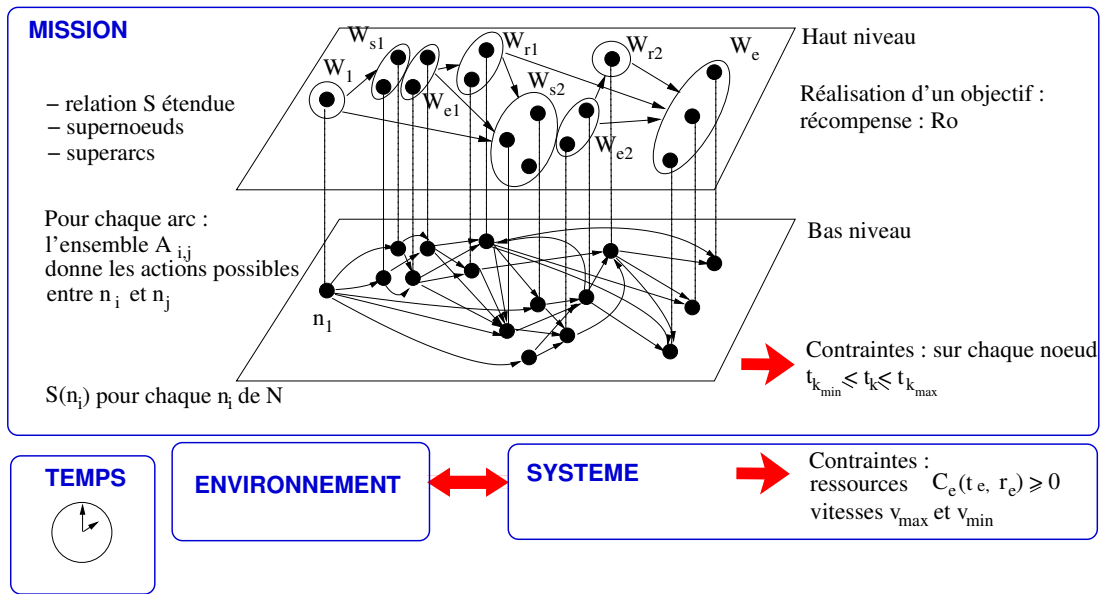 MISSION
W_s1
W_r1
W_r2
W_e
Haut niveau
W_1
W_e1
W_s2
W_e2
– relation S étendue
– supernoeuds
– superarcs
Réalisation d'un objectif :
récompense : Ro
Pour chaque arc :
l'ensemble A_i,j
donne les actions possibles
entre n_i et n_j
Bas niveau
n_1
Contraintes : sur chaque noeud
t_k_min ⩽ t_k ⩽ t_k_max
S(n_i) pour chaque n_i de N
TEMPS
ENVIRONNEMENT
SYSTEME
Contraintes :
ressources C_e(t_e, r_e) ⩾ 0
vitesses v_max et v_min